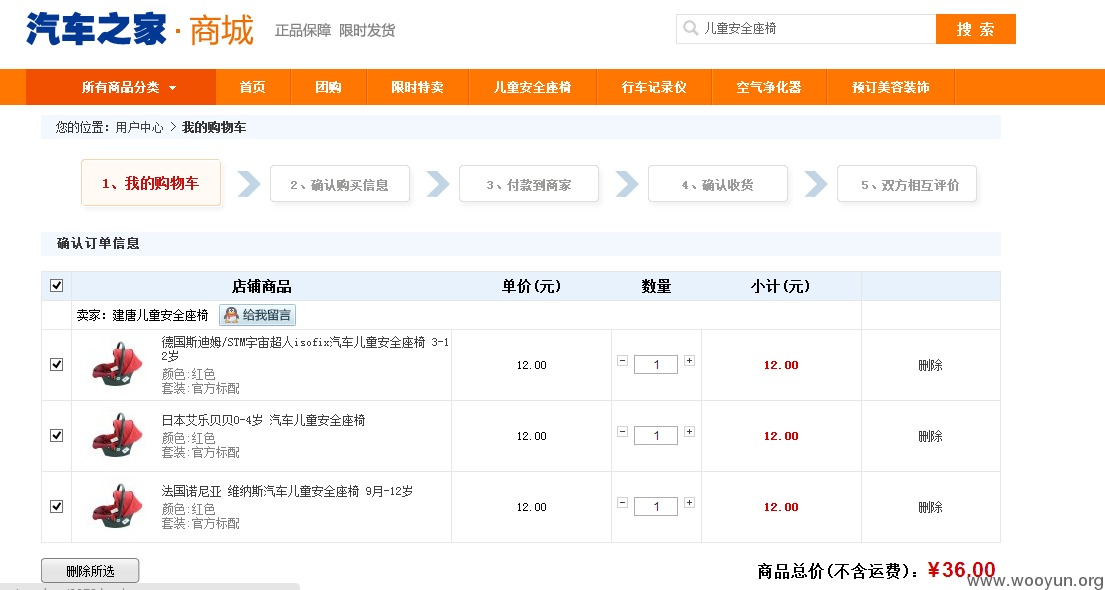 汽车之家·商城 正品保障 限时发货
儿童安全座椅 搜 索
所有商品分类 首页 团购 限时特卖 儿童安全座椅 行车记录仪 空气净化器 预订美容装饰
您的位置：用户中心 > 我的购物车
1、我的购物车 2、确认购买信息 3、付款到商家 4、确认收货 5、双方相互评价
确认订单信息
店铺商品 单价(元) 数量 小计(元)
卖家：建唐儿童安全座椅 给我留言
德国斯迪姆/STM宇宙超人isofix汽车儿童安全座椅 3-1
2岁
颜色:红色
套装:官方标配
12.00 － 1 + 12.00 删除
日本艾乐贝贝0-4岁 汽车儿童安全座椅
颜色:红色
套装:官方标配
12.00 － 1 + 12.00 删除
法国诺尼亚 维纳斯汽车儿童安全座椅 9月-12岁
颜色:红色
套装:官方标配
12.00 － 1 + 12.00 删除
删除所选 商品总价(不含运费)：¥36.00
www.wooyun.org